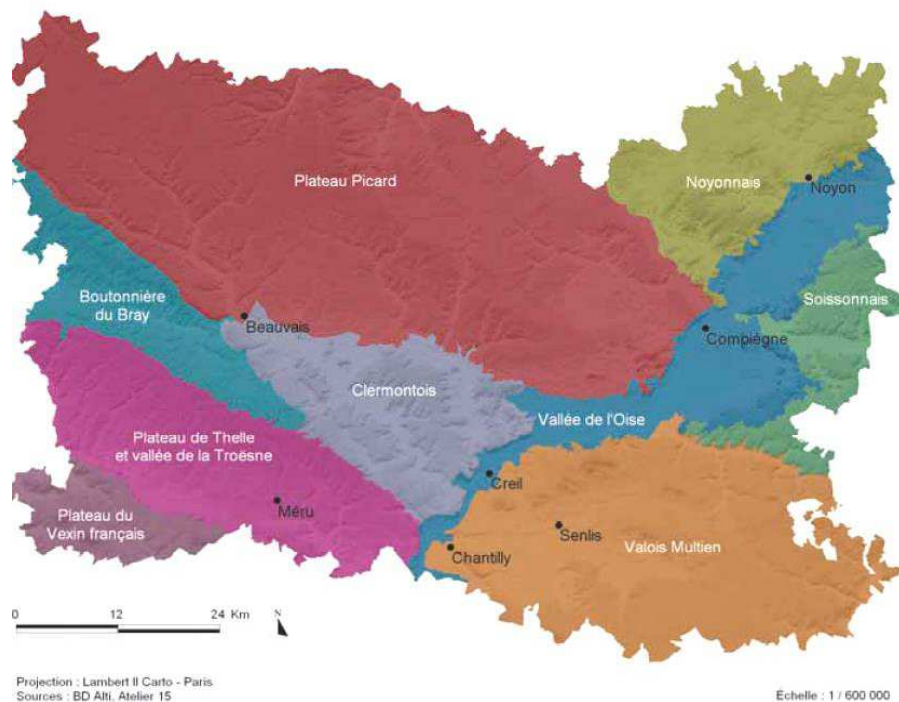 Plateau Picard
Noyonnais
Noyon
Boutonnière
du Bray
Beauvais
Soissonnais
Compiégne
Clermontois
Vallée de l'Oise
Plateau de Thelle
et vallée de la Troësne
Creil
Plateau du
Vexin français
Méru
Senlis
Chantilly
Valois Multien
0 12 24 Km
N
Projection : Lambert II Carto - Paris
Sources : BD Alti, Atelier 15
Échelle : 1 / 600 000